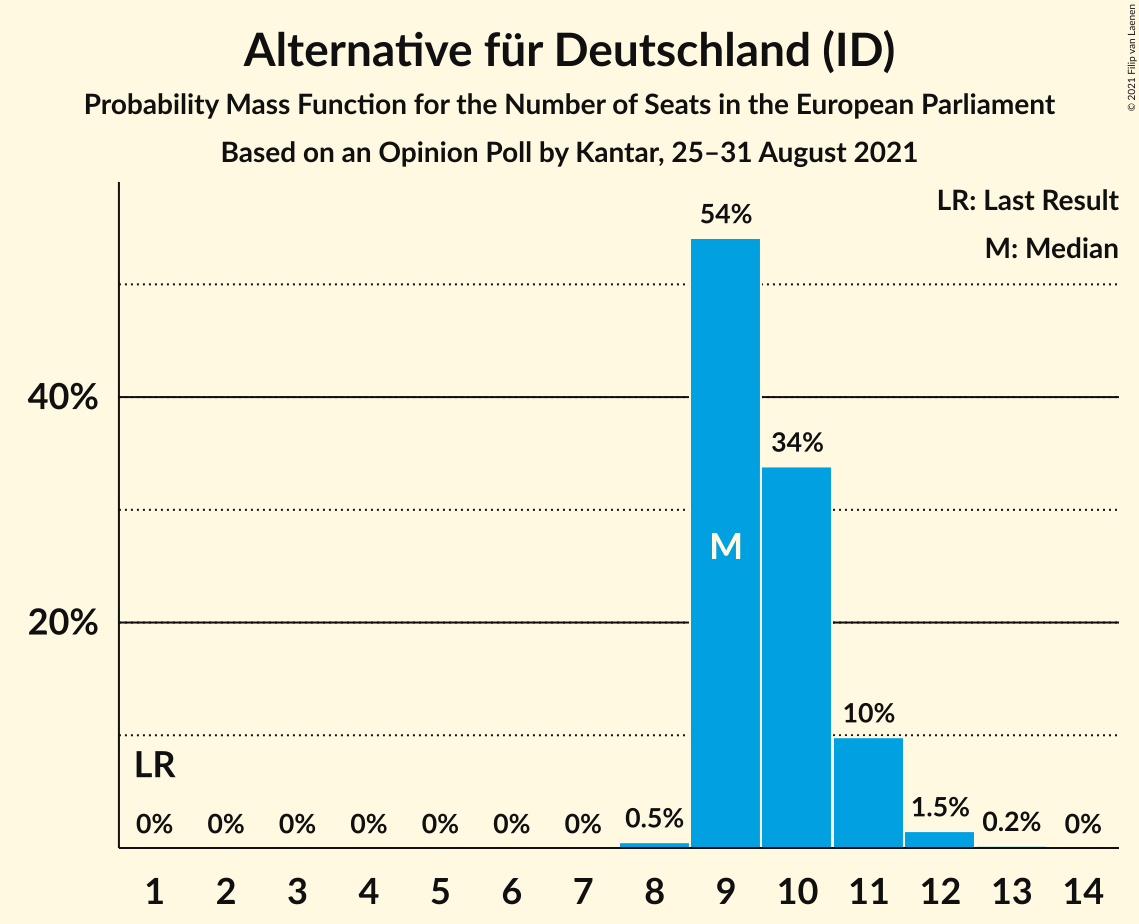 Alternative für Deutschland (ID)
Probability Mass Function for the Number of Seats in the European Parliament
Based on an Opinion Poll by Kantar, 25–31 August 2021
© 2021 Filip van Laenen
LR: Last Result
M: Median
54%
40%
34%
M
20%
10%
LR
0% 0% 0% 0% 0% 0% 0% 0.5% 1.5% 0.2% 0%
1 2 3 4 5 6 7 8 9 10 11 12 13 14